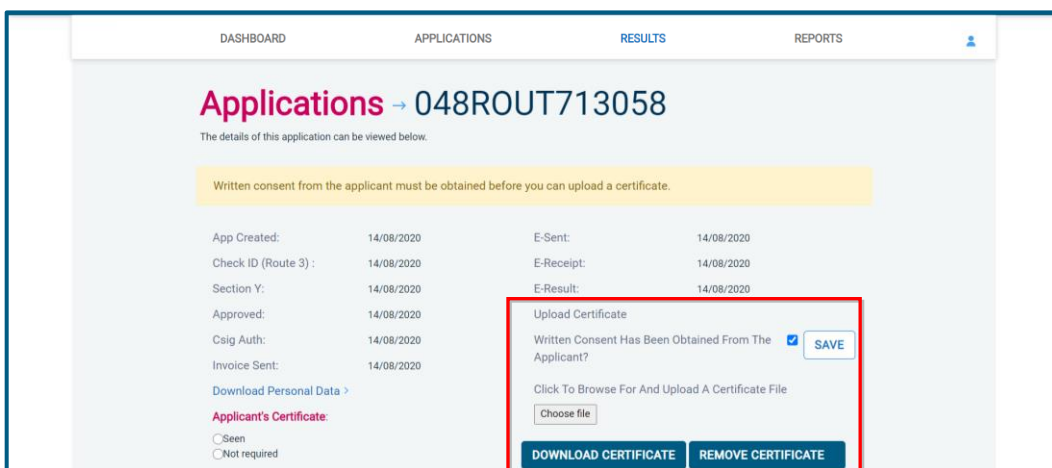 DASHBOARD APPLICATIONS RESULTS REPORTS
Applications → 048ROUT713058
The details of this application can be viewed below.
Written consent from the applicant must be obtained before you can upload a certificate.
App Created: 14/08/2020
Check ID (Route 3) : 14/08/2020
Section Y: 14/08/2020
Approved: 14/08/2020
Csig Auth: 14/08/2020
Invoice Sent: 14/08/2020
Download Personal Data >
Applicant's Certificate:
Seen
Not required
E-Sent: 14/08/2020
E-Receipt: 14/08/2020
E-Result: 14/08/2020
Upload Certificate
Written Consent Has Been Obtained From The
Applicant?
SAVE
Click To Browse For And Upload A Certificate File
Choose file
DOWNLOAD CERTIFICATE REMOVE CERTIFICATE